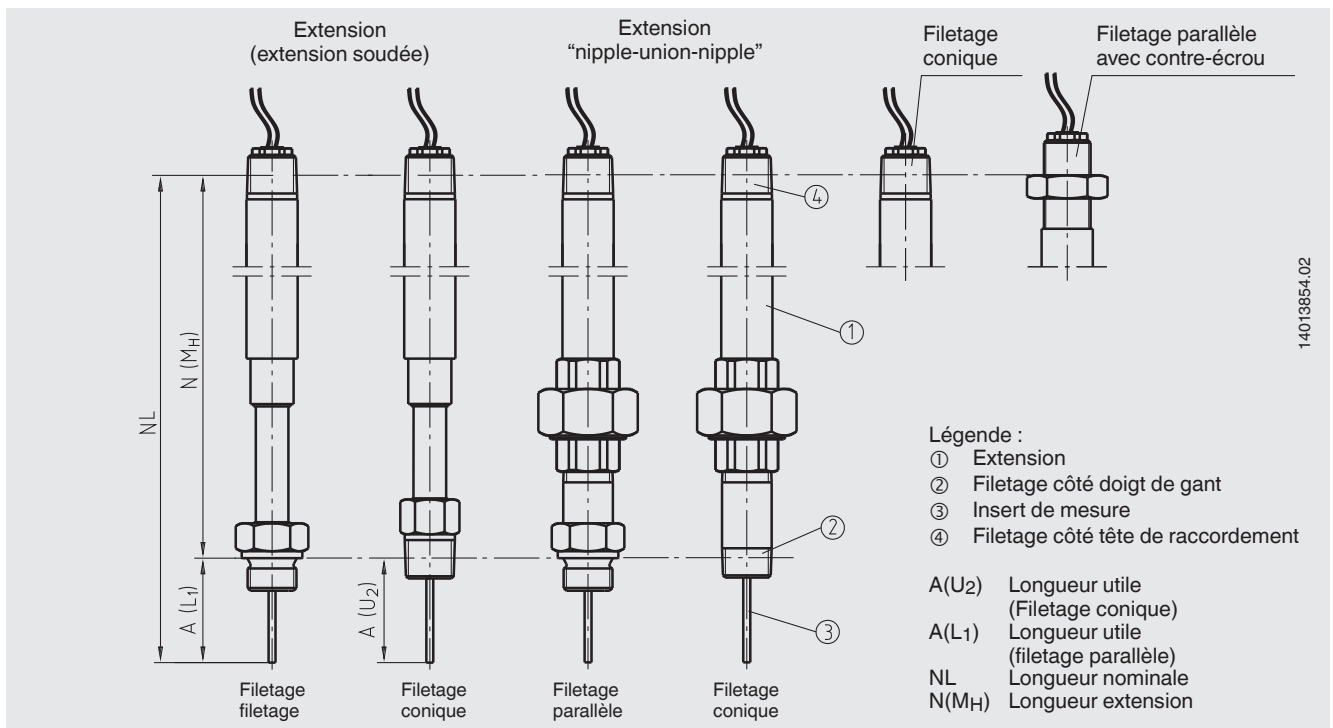 Extension
(extension soudée)
Extension
“nipple-union-nipple”
Filetage
conique
Filetage parallèle
avec contre-écrou
④
①
②
③
NL
N (MH)
A (L1)
A (U2)
Filetage
filetage
Filetage
conique
Filetage
parallèle
Filetage
conique
Légende :
① Extension
② Filetage côté doigt de gant
③ Insert de mesure
④ Filetage côté tête de raccordement
A(U2) Longueur utile
(Filetage conique)
A(L1) Longueur utile
(filetage parallèle)
NL Longueur nominale
N(MH) Longueur extension
14013854.02